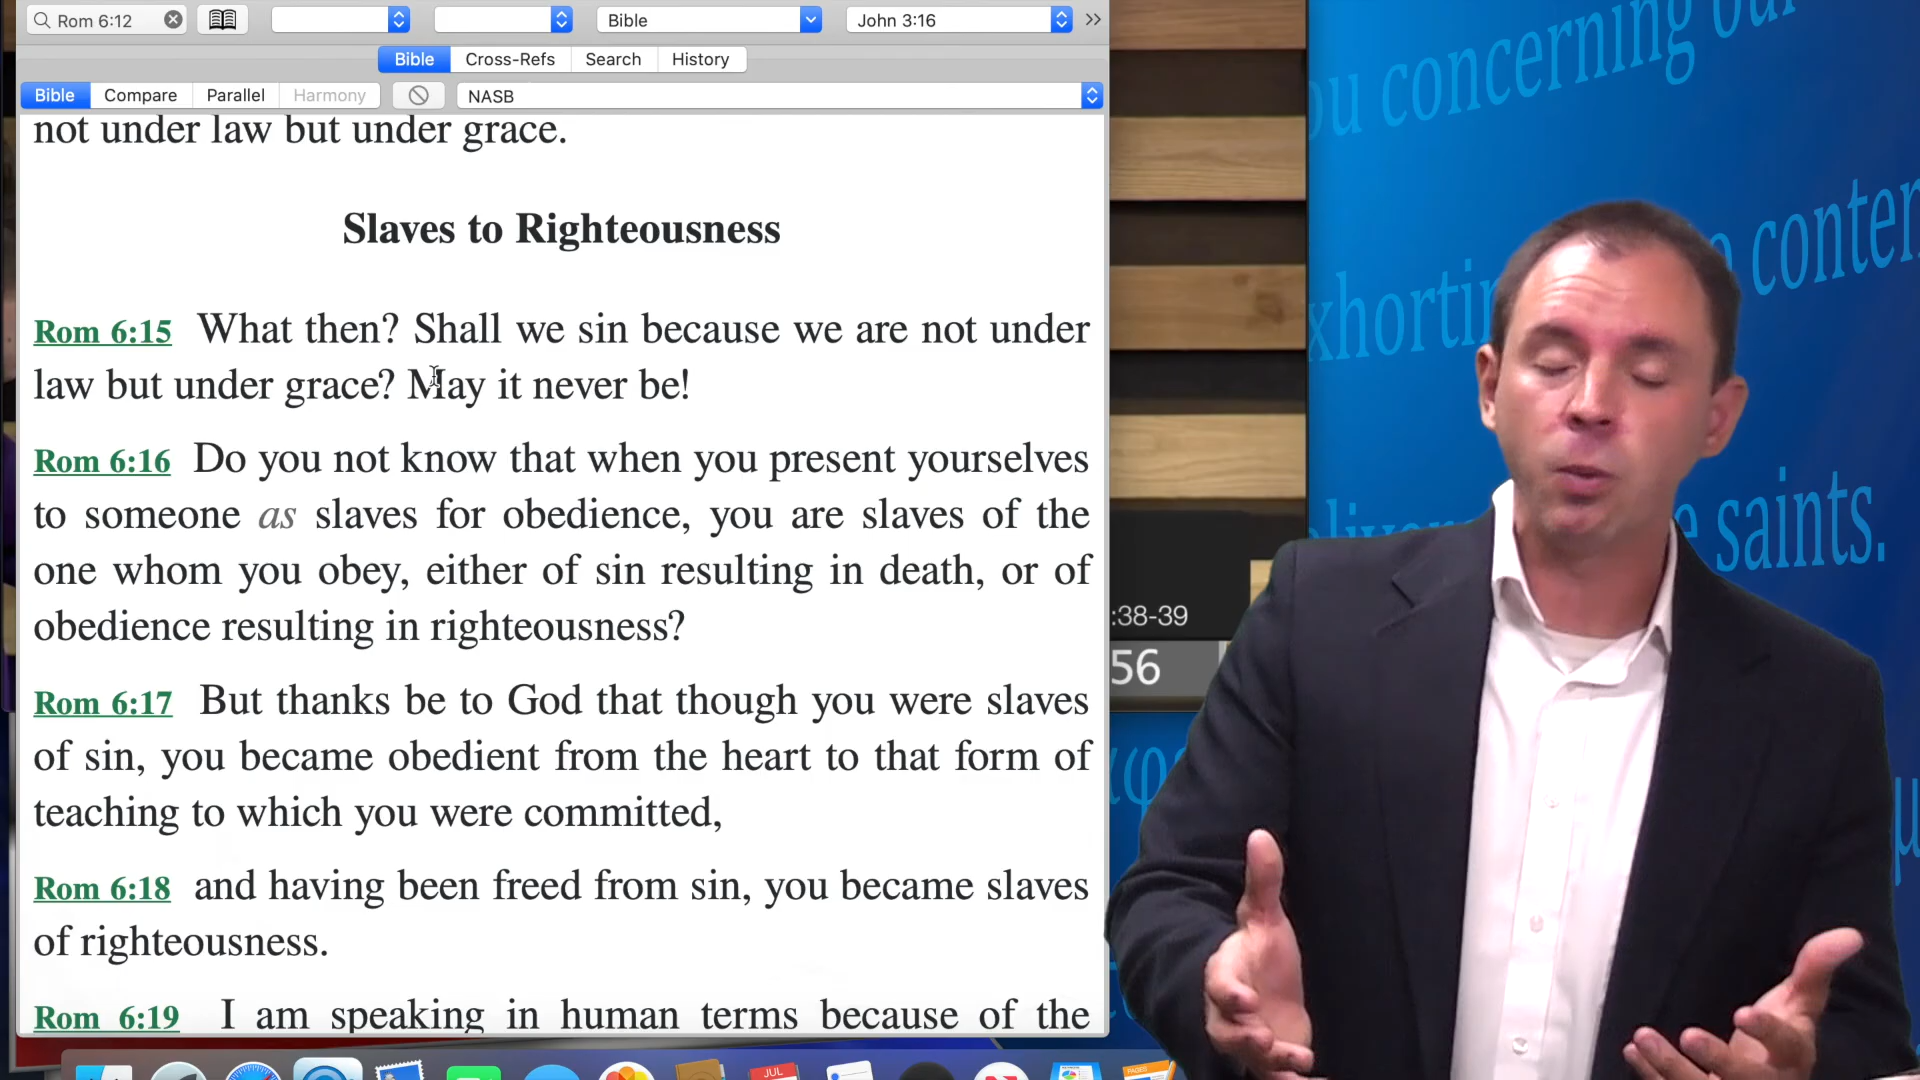 Rom 6:12
Bible
John 3:16
Bible Cross-Refs Search History
Bible Compare Parallel Harmony
NASB
not under law but under grace.
Slaves to Righteousness
Rom 6:15 What then? Shall we sin because we are not under
law but under grace? May it never be!
Rom 6:16 Do you not know that when you present yourselves
to someone as slaves for obedience, you are slaves of the
one whom you obey, either of sin resulting in death, or of
obedience resulting in righteousness?
Rom 6:17 But thanks be to God that though you were slaves
of sin, you became obedient from the heart to that form of
teaching to which you were committed,
Rom 6:18 and having been freed from sin, you became slaves
of righteousness.
Rom 6:19 I am speaking in human terms because of the
JUL
PAGES
:38-39
56
ou concerning our
xhorting
conten
saints.